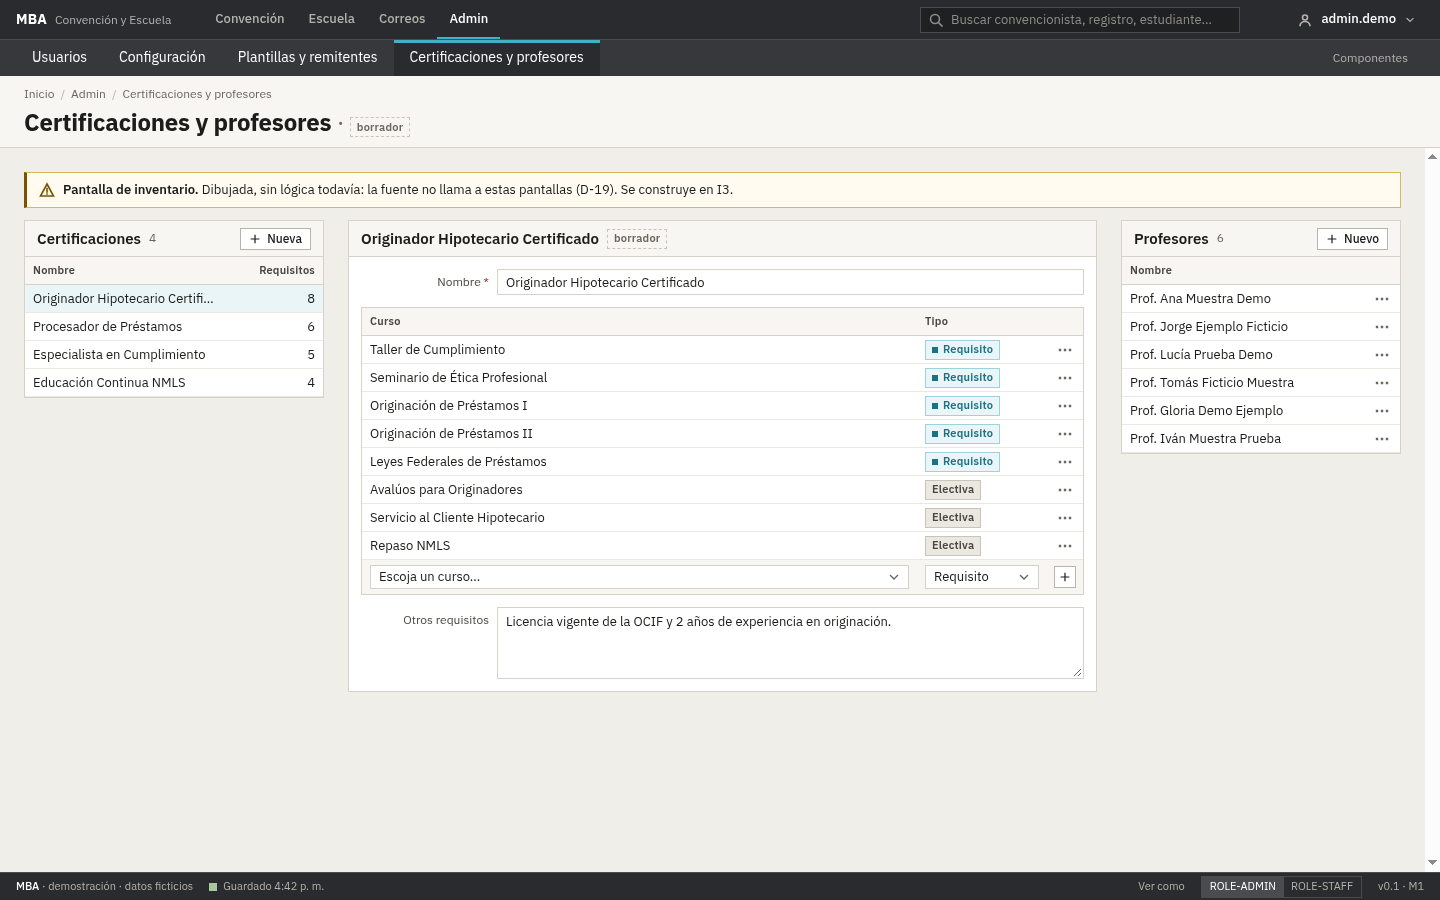 MBA Convención y Escuela Convención Escuela Correos Admin Buscar convencionista, registro, estudiante... admin.demo
Usuarios Configuración Plantillas y remitentes Certificaciones y profesores Componentes
Inicio / Admin / Certificaciones y profesores
Certificaciones y profesores · borrador
Pantalla de inventario. Dibujada, sin lógica todavía: la fuente no llama a estas pantallas (D-19). Se construye en I3.
Certificaciones 4 + Nueva
Nombre Requisitos
Originador Hipotecario Certifi... 8
Procesador de Préstamos 6
Especialista en Cumplimiento 5
Educación Continua NMLS 4
Originador Hipotecario Certificado borrador
Nombre * Originador Hipotecario Certificado
Curso Tipo
Taller de Cumplimiento Requisito
Seminario de Ética Profesional Requisito
Originación de Préstamos I Requisito
Originación de Préstamos II Requisito
Leyes Federales de Préstamos Requisito
Avalúos para Originadores Electiva
Servicio al Cliente Hipotecario Electiva
Repaso NMLS Electiva
Escoja un curso... Requisito +
Otros requisitos Licencia vigente de la OCIF y 2 años de experiencia en originación.
Profesores 6 + Nuevo
Nombre
Prof. Ana Muestra Demo
Prof. Jorge Ejemplo Ficticio
Prof. Lucía Prueba Demo
Prof. Tomás Ficticio Muestra
Prof. Gloria Demo Ejemplo
Prof. Iván Muestra Prueba
MBA · demostración · datos ficticios Guardado 4:42 p. m. Ver como ROLE-ADMIN ROLE-STAFF v0.1 · M1